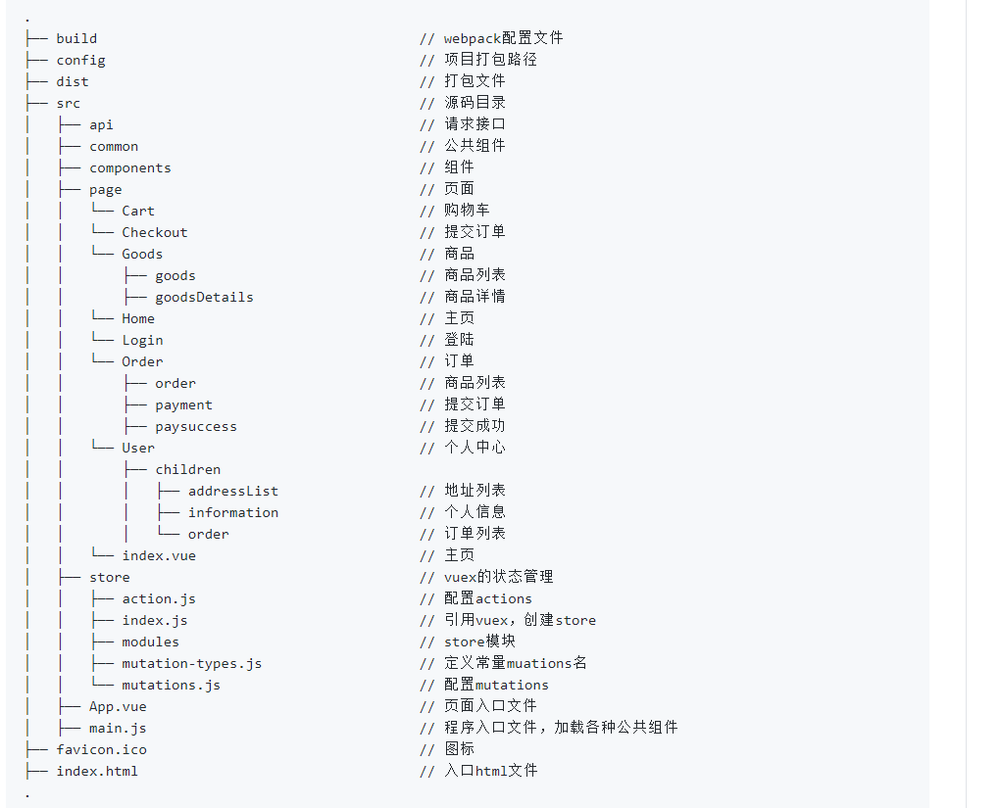 .
├── build                                       // webpack配置文件
├── config                                      // 项目打包路径
├── dist                                        // 打包文件
├── src                                         // 源码目录
│   ├── api                                     // 请求接口
│   ├── common                                  // 公共组件
│   ├── components                              // 组件
│   ├── page                                    // 页面
│   │   └── Cart                                // 购物车
│   │   └── Checkout                            // 提交订单
│   │   └── Goods                               // 商品
│   │       ├── goods                           // 商品列表
│   │       ├── goodsDetails                    // 商品详情
│   │   └── Home                                // 主页
│   │   └── Login                               // 登陆
│   │   └── Order                               // 订单
│   │       ├── order                           // 商品列表
│   │       ├── payment                         // 提交订单
│   │       ├── paysuccess                      // 提交成功
│   │   └── User                                // 个人中心
│   │       ├── children
│   │       │   ├── addressList                 // 地址列表
│   │       │   ├── information                 // 个人信息
│   │       │   └── order                       // 订单列表
│   │   └── index.vue                           // 主页
│   ├── store                                   // vuex的状态管理
│   │   ├── action.js                           // 配置actions
│   │   ├── index.js                            // 引用vuex，创建store
│   │   ├── modules                             // store模块
│   │   ├── mutation-types.js                   // 定义常量muations名
│   │   └── mutations.js                        // 配置mutations
│   ├── App.vue                                 // 页面入口文件
│   ├── main.js                                 // 程序入口文件，加载各种公共组件
├── favicon.ico                                 // 图标
├── index.html                                  // 入口html文件
.